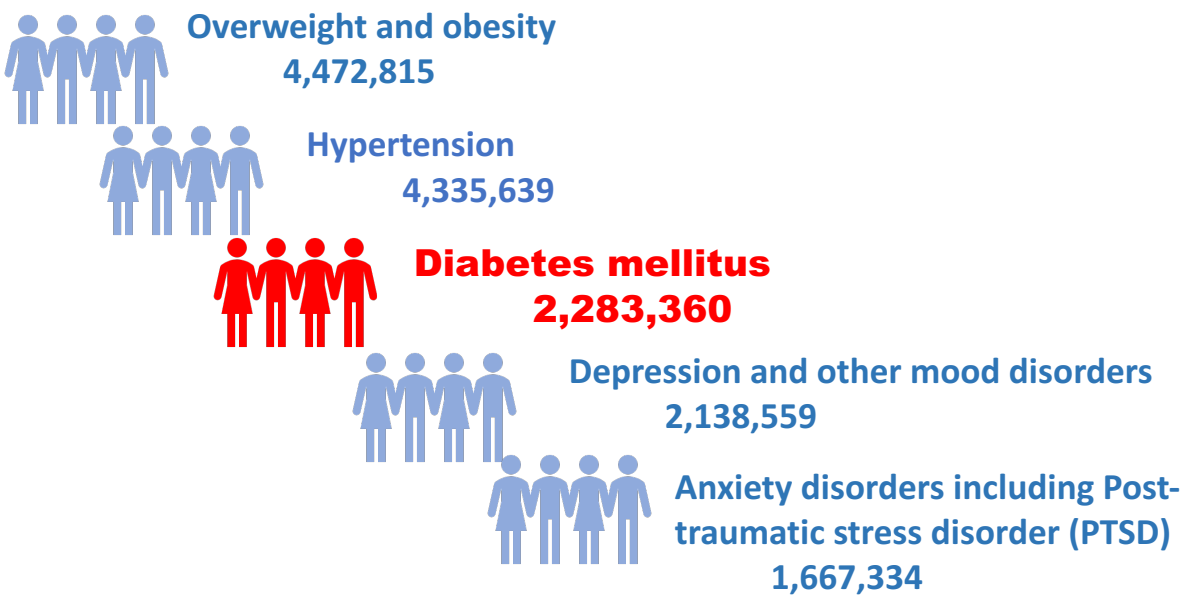 Overweight and obesity
4,472,815
Hypertension
4,335,639
Diabetes mellitus
2,283,360
Depression and other mood disorders
2,138,559
Anxiety disorders including Post-
traumatic stress disorder (PTSD)
1,667,334